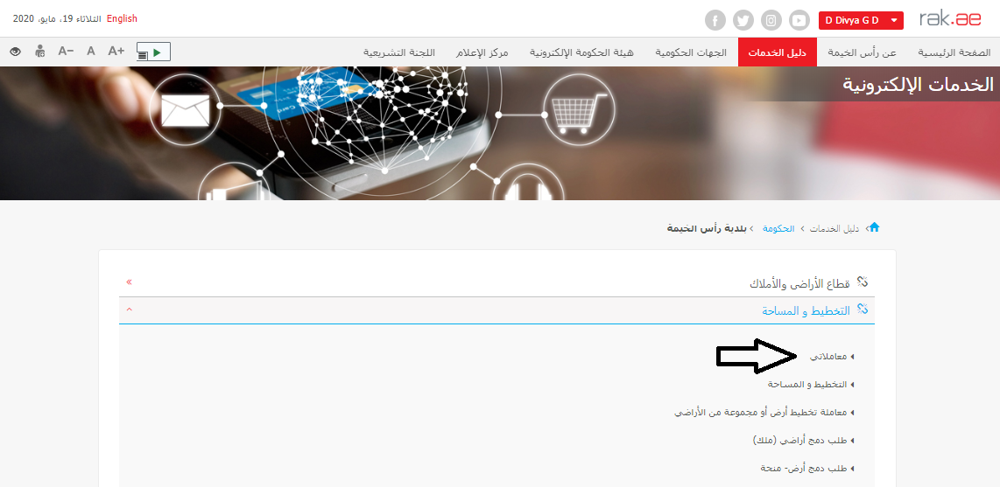 الثلاثاء 19، مايو، 2020 English
D Divya G D
rak.ae
الصفحة الرئيسية
عن رأس الخيمة
دليل الخدمات
الجهات الحكومية
هيئة الحكومة الإلكترونية
مركز الإعلام
اللجنة التشريعية
A+ A A−
الخدمات الإلكترونية
دليل الخدمات › الحكومة › بلدية رأس الخيمة
قطاع الأراضى والأملاك
التخطيط و المساحة
معاملاتي
التخطيط و المساحة
معاملة تخطيط أرض أو مجموعة من الأراضي
طلب دمج أراضي (ملك)
طلب دمج أرض- منحة